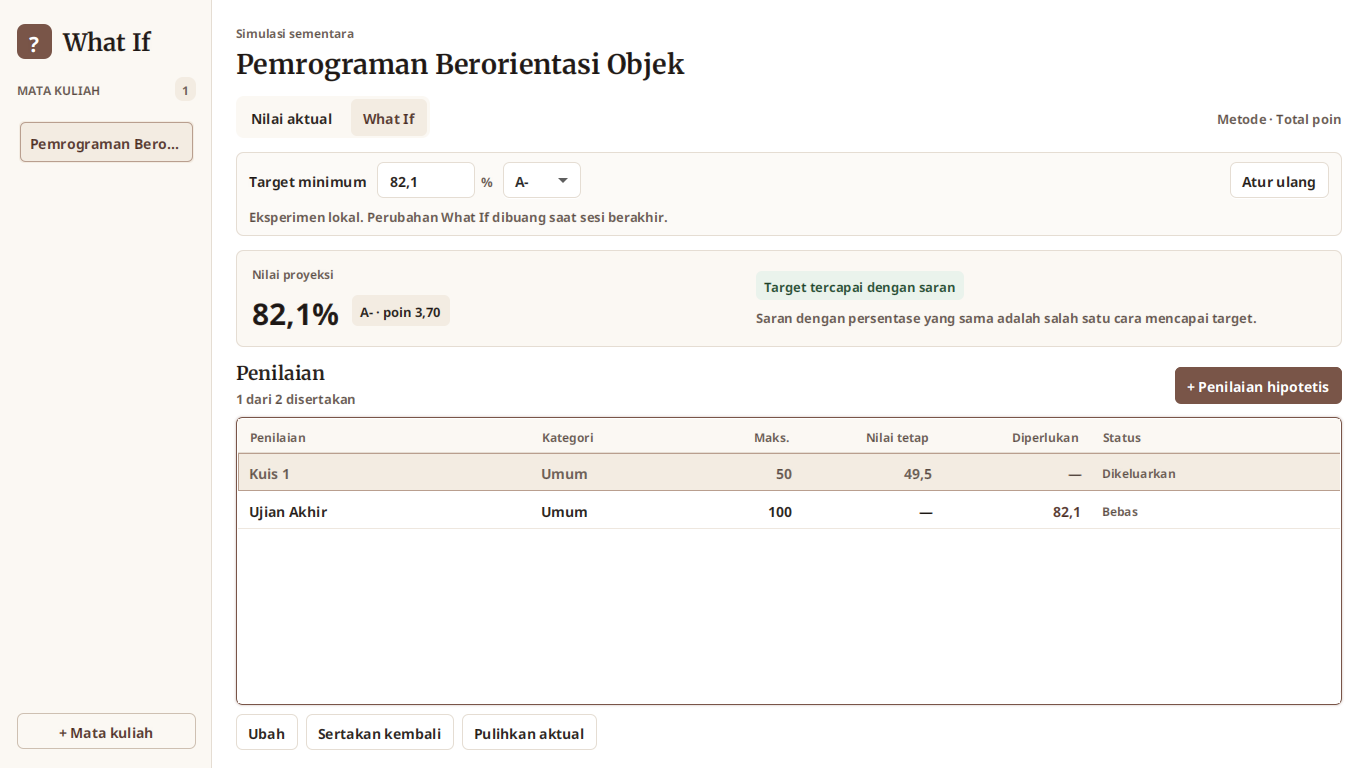 ? What If
MATA KULIAH 1
Pemrograman Bero...
+ Mata kuliah
Simulasi sementara
Pemrograman Berorientasi Objek
Nilai aktual What If Metode · Total poin
Target minimum 82,1 % A- Atur ulang
Eksperimen lokal. Perubahan What If dibuang saat sesi berakhir.
Nilai proyeksi
82,1% A- · poin 3,70
Target tercapai dengan saran
Saran dengan persentase yang sama adalah salah satu cara mencapai target.
Penilaian
1 dari 2 disertakan
+ Penilaian hipotetis
Penilaian Kategori Maks. Nilai tetap Diperlukan Status
Kuis 1 Umum 50 49,5 — Dikeluarkan
Ujian Akhir Umum 100 — 82,1 Bebas
Ubah Sertakan kembali Pulihkan aktual